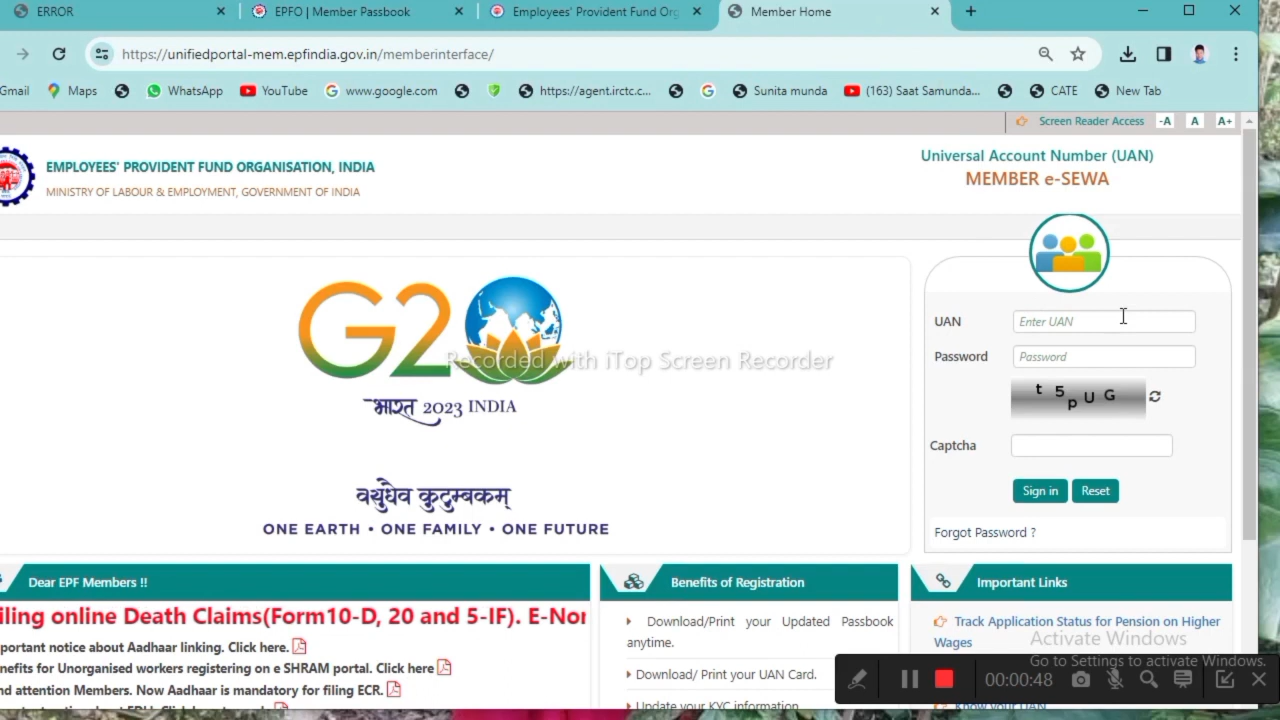 ERROR
EPFO | Member Passbook
Employees' Provident Fund Org
Member Home
https://unifiedportal-mem.epfindia.gov.in/memberinterface/
Gmail Maps WhatsApp YouTube www.google.com https://agent.irctc.c... Sunita munda (163) Saat Samunda... CATE New Tab
Screen Reader Access -A A A+
EMPLOYEES' PROVIDENT FUND ORGANISATION, INDIA
MINISTRY OF LABOUR & EMPLOYMENT, GOVERNMENT OF INDIA
Universal Account Number (UAN)
MEMBER e-SEWA
G20
भारत 2023 INDIA
वसुधैव कुटुम्बकम्
ONE EARTH • ONE FAMILY • ONE FUTURE
Recorded with iTop Screen Recorder
UAN Enter UAN
Password Password
t 5 p U G
Captcha
Sign in Reset
Forgot Password ?
Dear EPF Members !!
iling online Death Claims(Form10-D, 20 and 5-IF). E-Nor
portant notice about Aadhaar linking. Click here.
nefits for Unorganised workers registering on e SHRAM portal. Click here
nd attention Members. Now Aadhaar is mandatory for filing ECR.
Benefits of Registration
Download/Print your Updated Passbook
anytime.
Download/ Print your UAN Card.
Update your KYC information
Important Links
Track Application Status for Pension on Higher
Wages
Know your UAN
Activate Windows
Go to Settings to activate Windows.
00:00:48